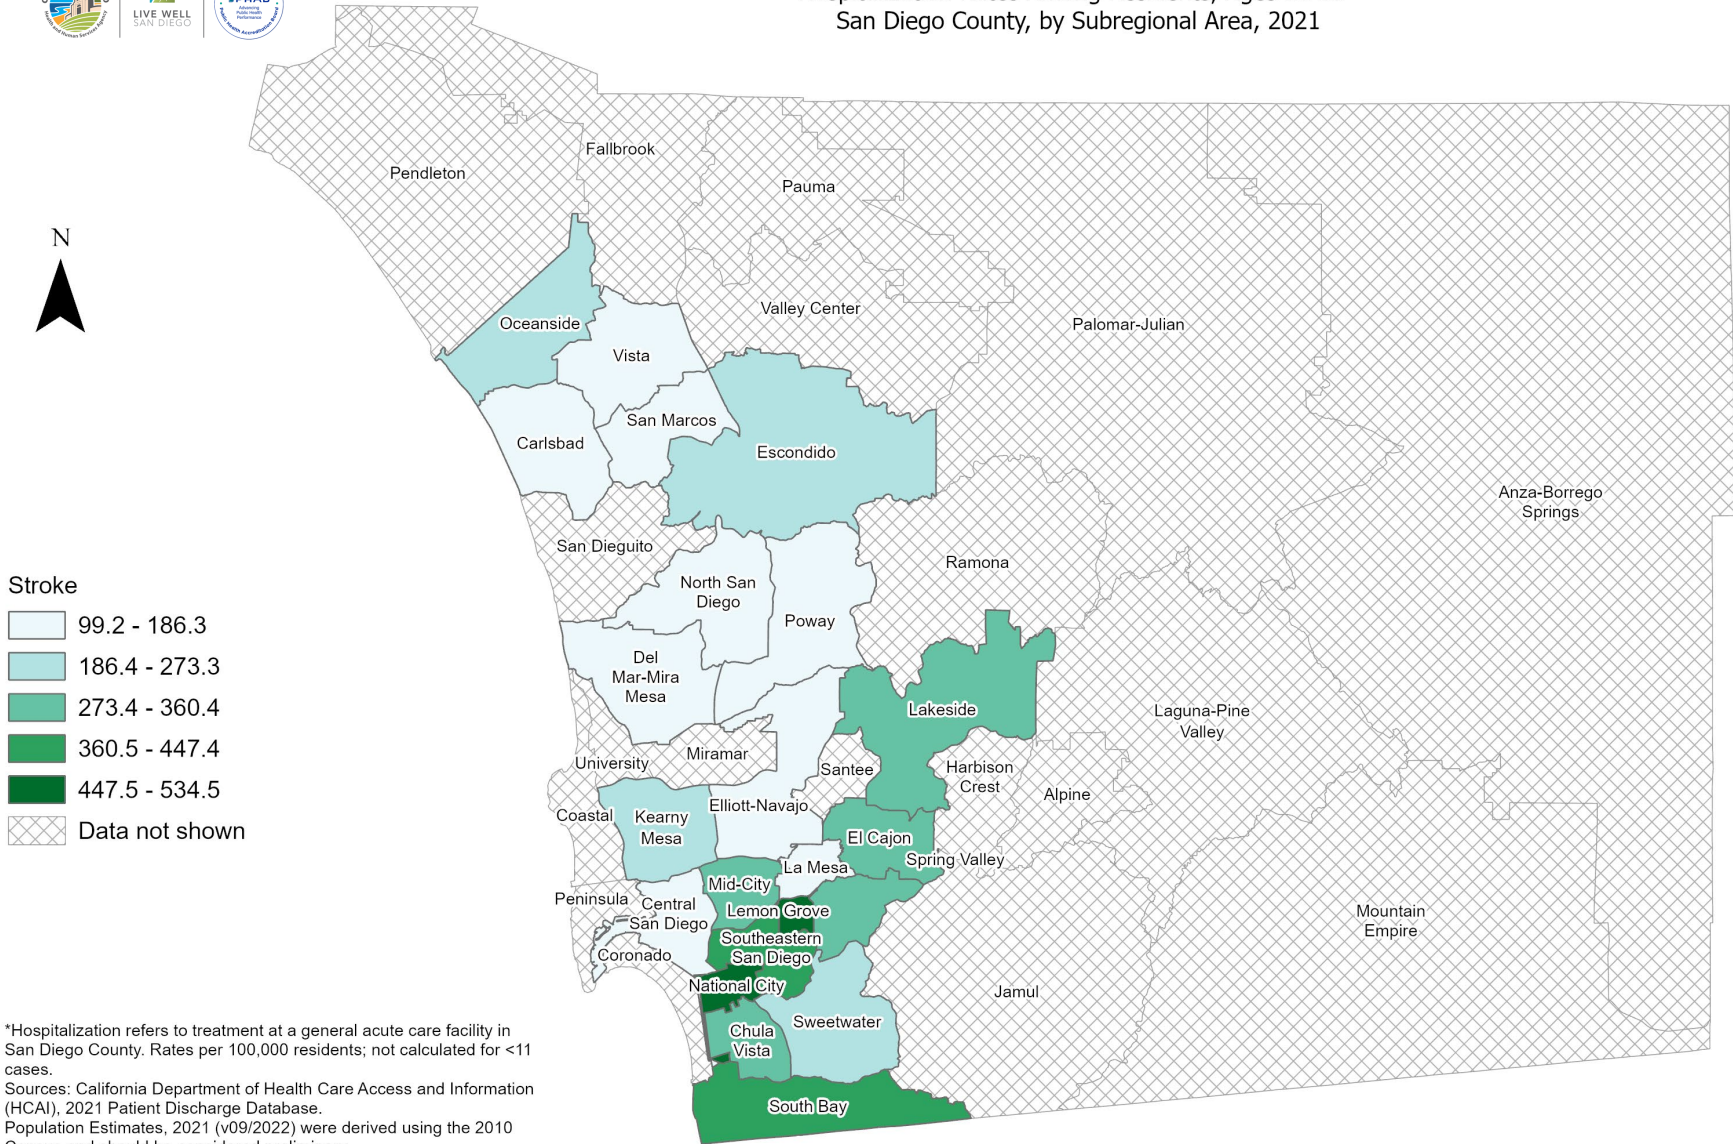 LIVE WELL
SAN DIEGO
San Diego County, by Subregional Area, 2021
Fallbrook
Pendleton
Pauma
N
Valley Center
Oceanside
Palomar-Julian
Vista
San Marcos
Carlsbad
Escondido
Anza-Borrego
Springs
San Dieguito
Ramona
North San
Diego
Poway
Del
Mar-Mira
Mesa
Lakeside
Laguna-Pine
Valley
Miramar
University
Santee
Harbison
Crest
Alpine
Elliott-Navajo
Coastal
Kearny
Mesa
El Cajon
Spring Valley
La Mesa
Mid-City
Peninsula
Central
San Diego
Lemon Grove
Mountain
Empire
Southeastern
San Diego
Coronado
National City
Jamul
Sweetwater
Chula
Vista
South Bay
Stroke
99.2 - 186.3
186.4 - 273.3
273.4 - 360.4
360.5 - 447.4
447.5 - 534.5
Data not shown
*Hospitalization refers to treatment at a general acute care facility in
San Diego County. Rates per 100,000 residents; not calculated for <11
cases.
Sources: California Department of Health Care Access and Information
(HCAI), 2021 Patient Discharge Database.
Population Estimates, 2021 (v09/2022) were derived using the 2010